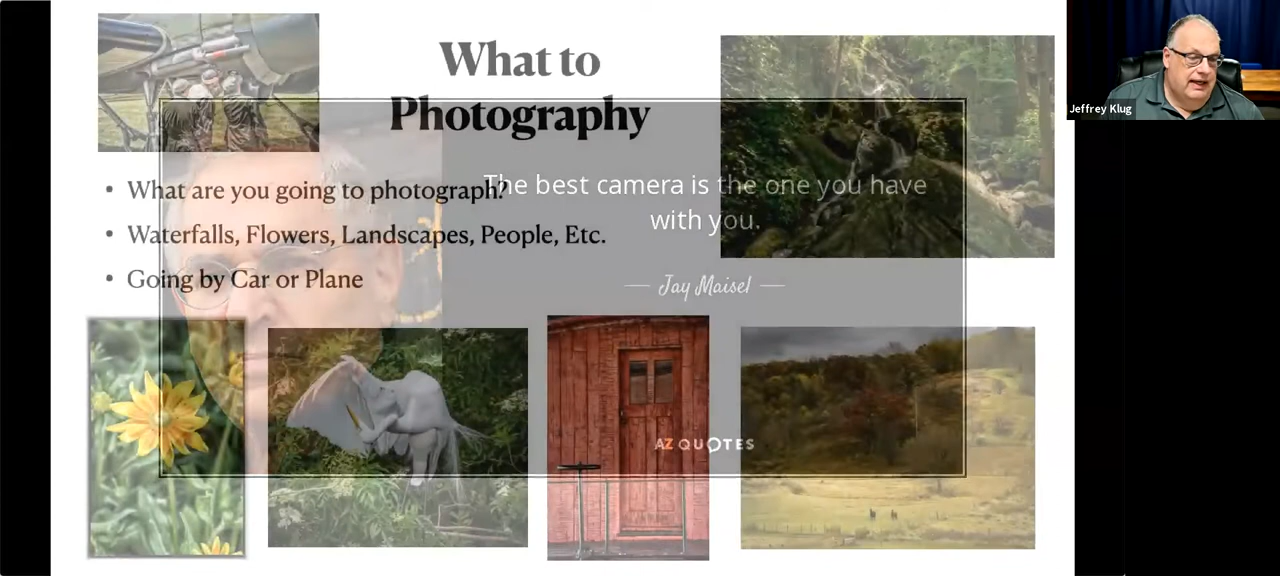 What to
Photography
• What are you going to photograph?
• Waterfalls, Flowers, Landscapes, People, Etc.
• Going by Car or Plane
The best camera is the one you have
with you.
— Jay Maisel —
AZ QUOTES
Jeffrey Klug